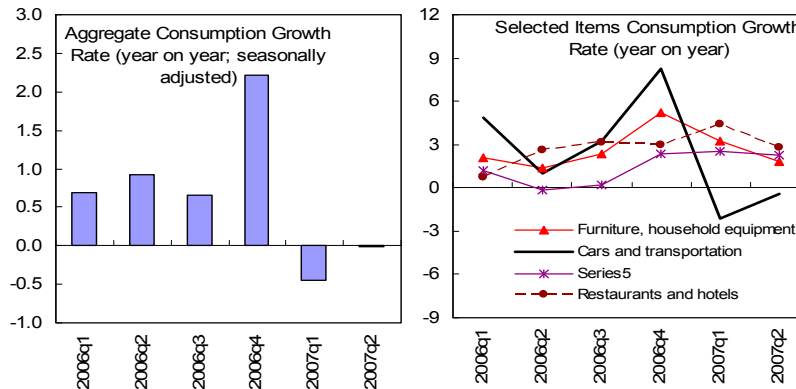 Aggregate Consumption Growth
Rate (year on year; seasonally
adjusted)
3.0
2.5
2.0
1.5
1.0
0.5
0.0
-0.5
-1.0
2006q1
2006q2
2006q3
2006q4
2007q1
2007q2
Selected Items Consumption Growth
Rate (year on year)
12
9
6
3
0
-3
-6
-9
Furniture, household equipment
Cars and transportation
Series5
Restaurants and hotels
2006q1
2006q2
2006q3
2006q4
2007q1
2007q2